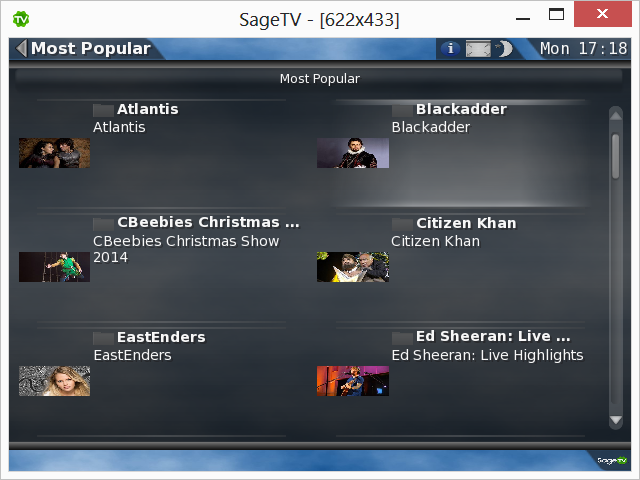 SageTV - [622x433]
Most Popular
Mon 17:18
Most Popular
Atlantis
Atlantis
Blackadder
Blackadder
CBeebies Christmas ...
CBeebies Christmas Show
2014
Citizen Khan
Citizen Khan
EastEnders
EastEnders
Ed Sheeran: Live ...
Ed Sheeran: Live Highlights
SageTV